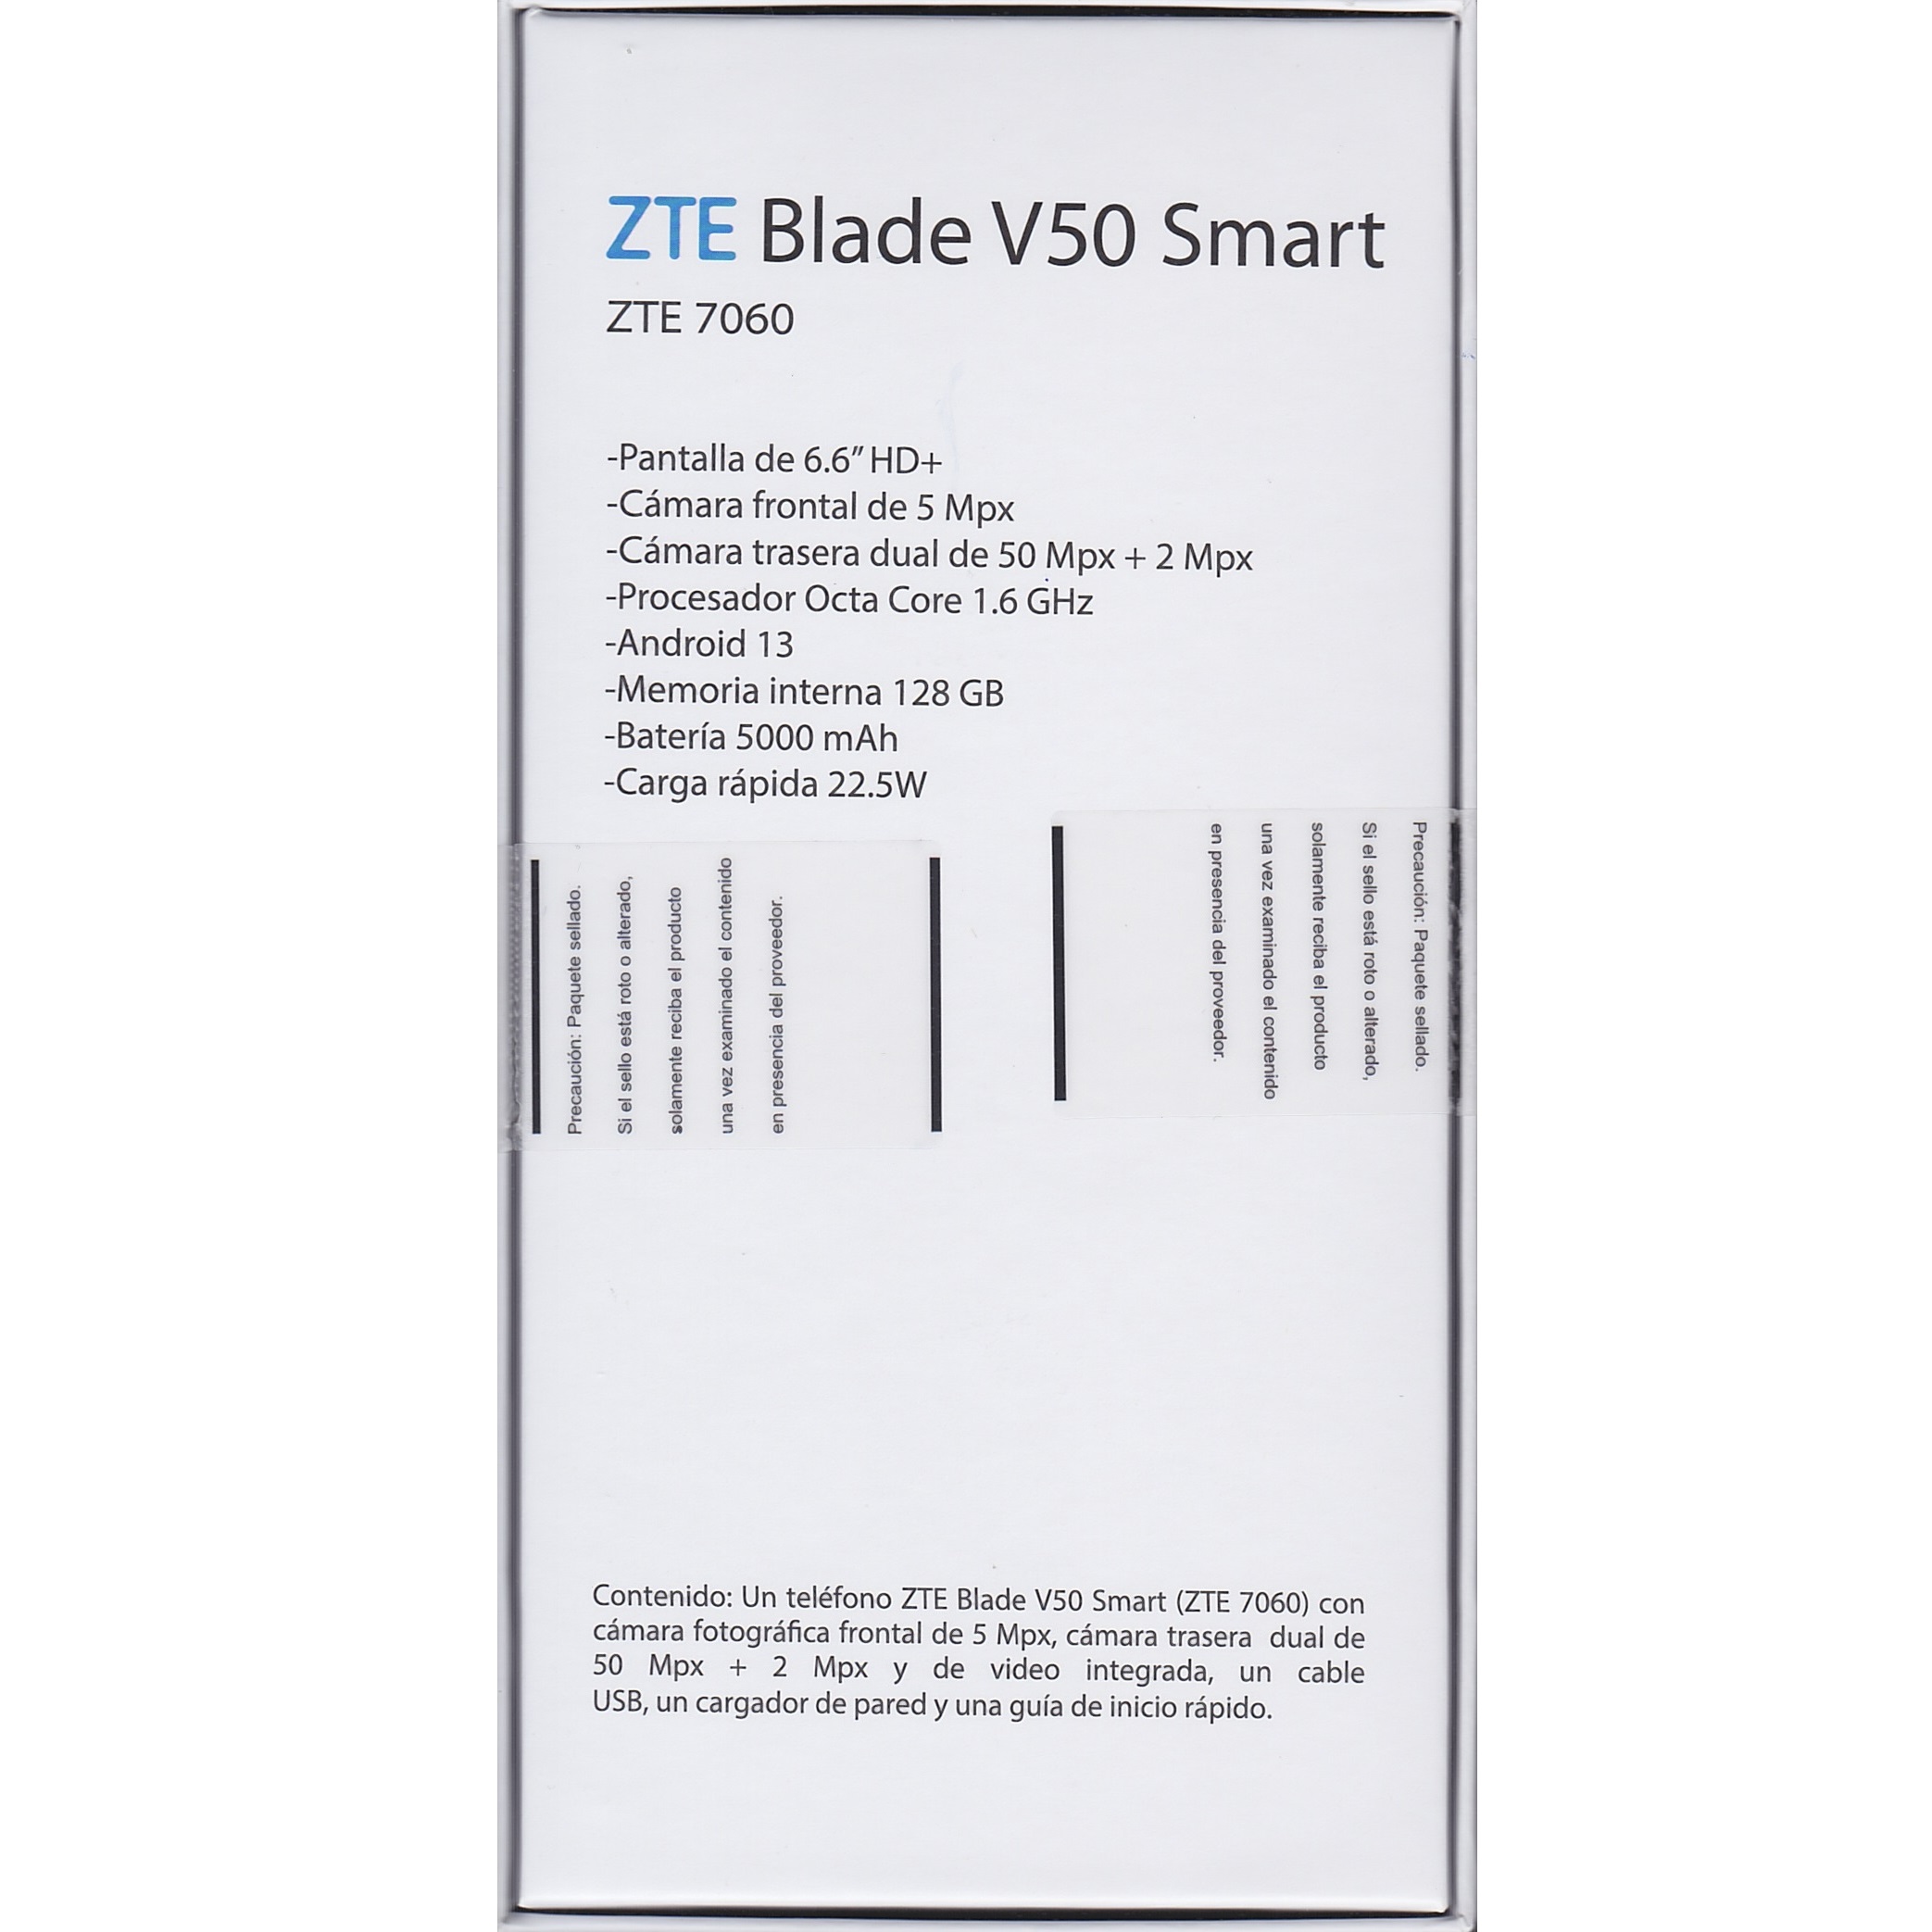 ZTE Blade V50 Smart
ZTE 7060
-Pantalla de 6.6” HD+
-Cámara frontal de 5 Mpx
-Cámara trasera dual de 50 Mpx + 2 Mpx
-Procesador Octa Core 1.6 GHz
-Android 13
-Memoria interna 128 GB
-Batería 5000 mAh
-Carga rápida 22.5W
Precaución: Paquete sellado.
Si el sello está roto o alterado,
solamente reciba el producto
una vez examinado el contenido
en presencia del proveedor.
Precaución: Paquete sellado.
Si el sello está roto o alterado,
solamente reciba el producto
una vez examinado el contenido
en presencia del proveedor.
Contenido: Un teléfono ZTE Blade V50 Smart (ZTE 7060) con
cámara fotográfica frontal de 5 Mpx, cámara trasera dual de
50 Mpx + 2 Mpx y de video integrada, un cable
USB, un cargador de pared y una guía de inicio rápido.